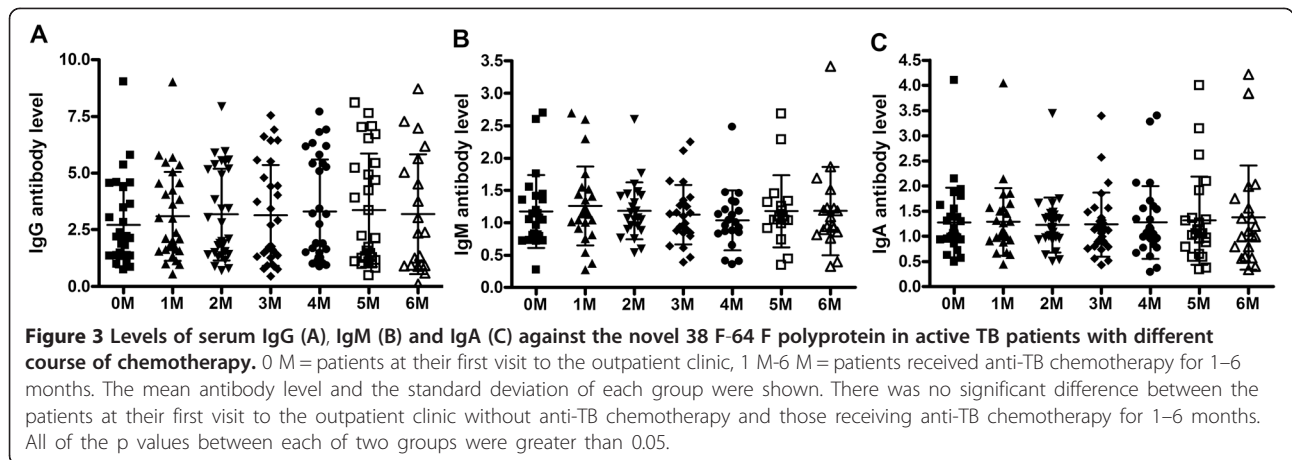 A
B
C
IgG antibody level
10.0
7.5
5.0
2.5
0.0
0M 1M 2M 3M 4M 5M 6M
IgM antibody level
3.5
3.0
2.5
2.0
1.5
1.0
0.5
0.0
0M 1M 2M 3M 4M 5M 6M
IgA antibody level
4.5
4.0
3.5
3.0
2.5
2.0
1.5
1.0
0.5
0.0
0M 1M 2M 3M 4M 5M 6M
Figure 3 Levels of serum IgG (A), IgM (B) and IgA (C) against the novel 38 F-64 F polyprotein in active TB patients with different
course of chemotherapy. 0 M = patients at their first visit to the outpatient clinic, 1 M-6 M = patients received anti-TB chemotherapy for 1–6
months. The mean antibody level and the standard deviation of each group were shown. There was no significant difference between the
patients at their first visit to the outpatient clinic without anti-TB chemotherapy and those receiving anti-TB chemotherapy for 1–6 months.
All of the p values between each of two groups were greater than 0.05.